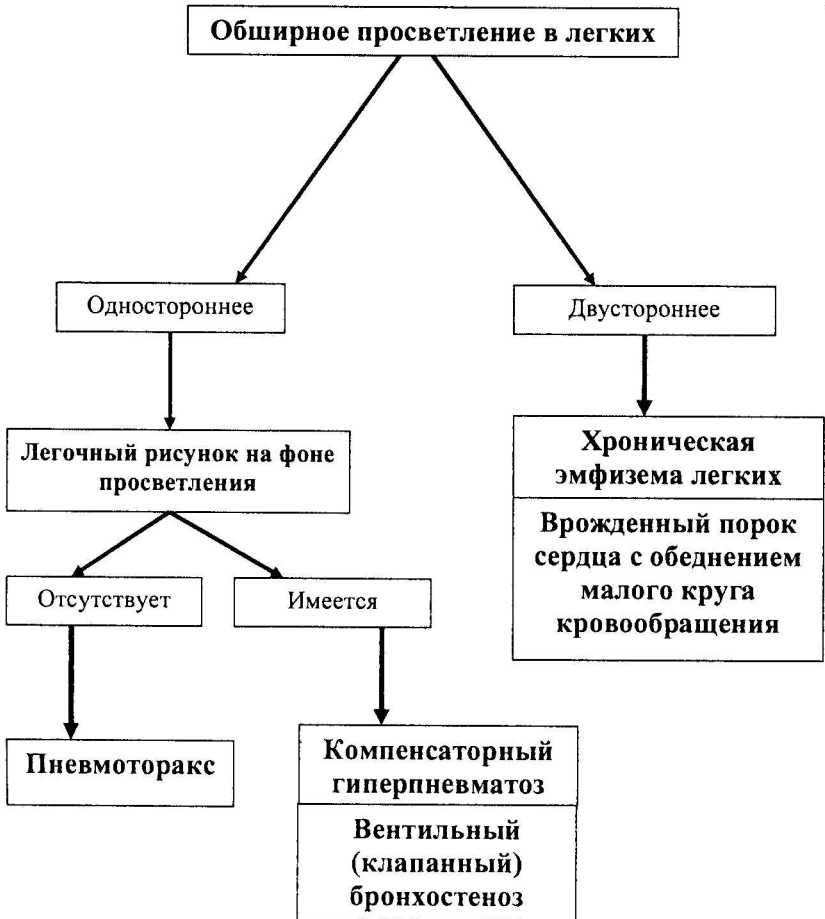 Обширное просветление в легких
Одностороннее
Двустороннее
Легочный рисунок на фоне
просветления
Хроническая
эмфизема легких
Врожденный порок
сердца с обеднением
малого круга
кровообращения
Отсутствует
Имеется
Пневмоторакс
Компенсаторный
гиперпневматоз
Вентильный
(клапанный)
бронхостеноз